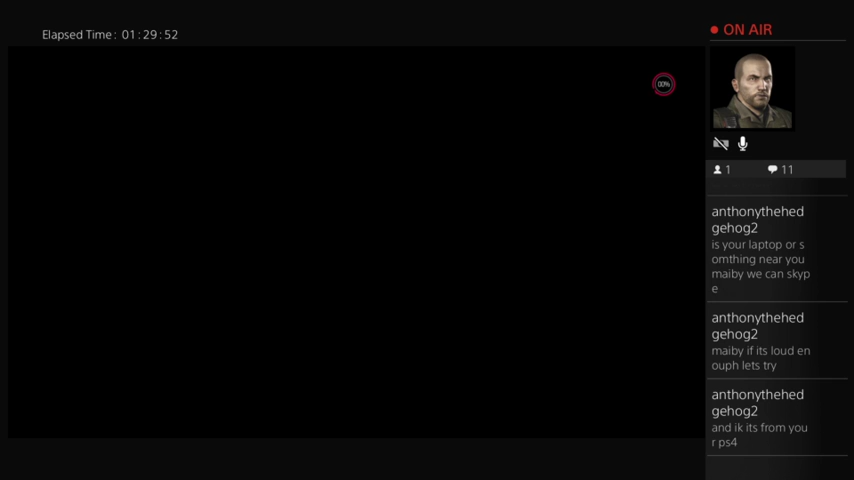 Elapsed Time: 01:29:52
ON AIR
00%
1 11
anthonythehed
gehog2
is your laptop or s
omthing near you
maiby we can skyp
e
anthonythehed
gehog2
maiby if its loud en
ouph lets try
anthonythehed
gehog2
and ik its from you
r ps4